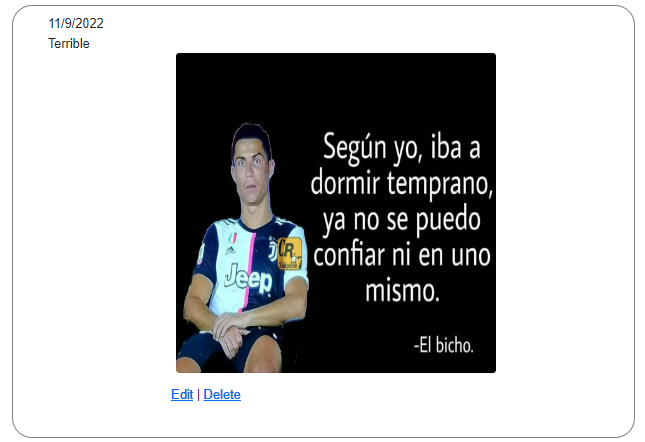 11/9/2022
Terrible
Según yo, iba a
dormir temprano,
ya no se puedo
confiar ni en uno
mismo.
-El bicho.
CR
Jeep
Edit | Delete